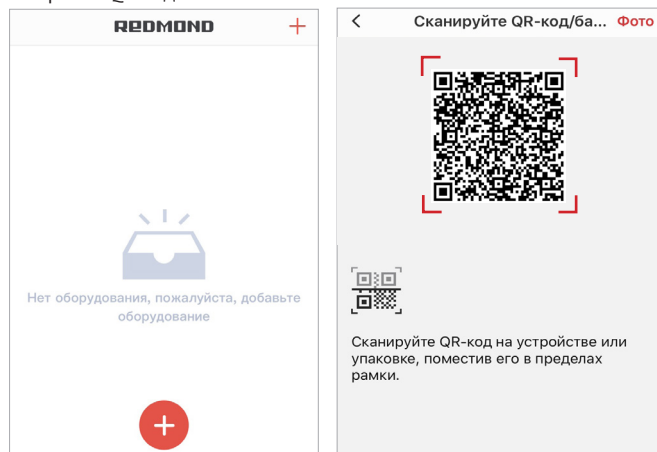 REDMOND
Нет оборудования, пожалуйста, добавьте
оборудование
Сканируйте QR-код/ба... Фото
Сканируйте QR-код на устройстве или
упаковке, поместив его в пределах
рамки.